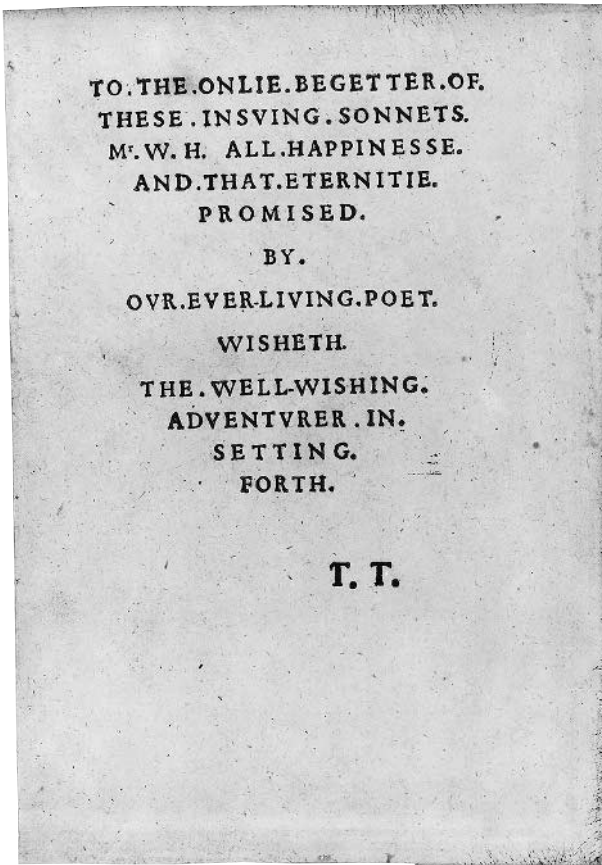 TO.THE.ONLIE.BEGETTER.OF.
THESE.INSVING.SONNETS.
Mr.W.H. ALL.HAPPINESSE.
AND.THAT.ETERNITIE.
PROMISED.
BY.
OVR.EVER-LIVING.POET.
WISHETH.
THE.WELL-WISHING.
ADVENTVRER.IN.
SETTING.
FORTH.
T. T.